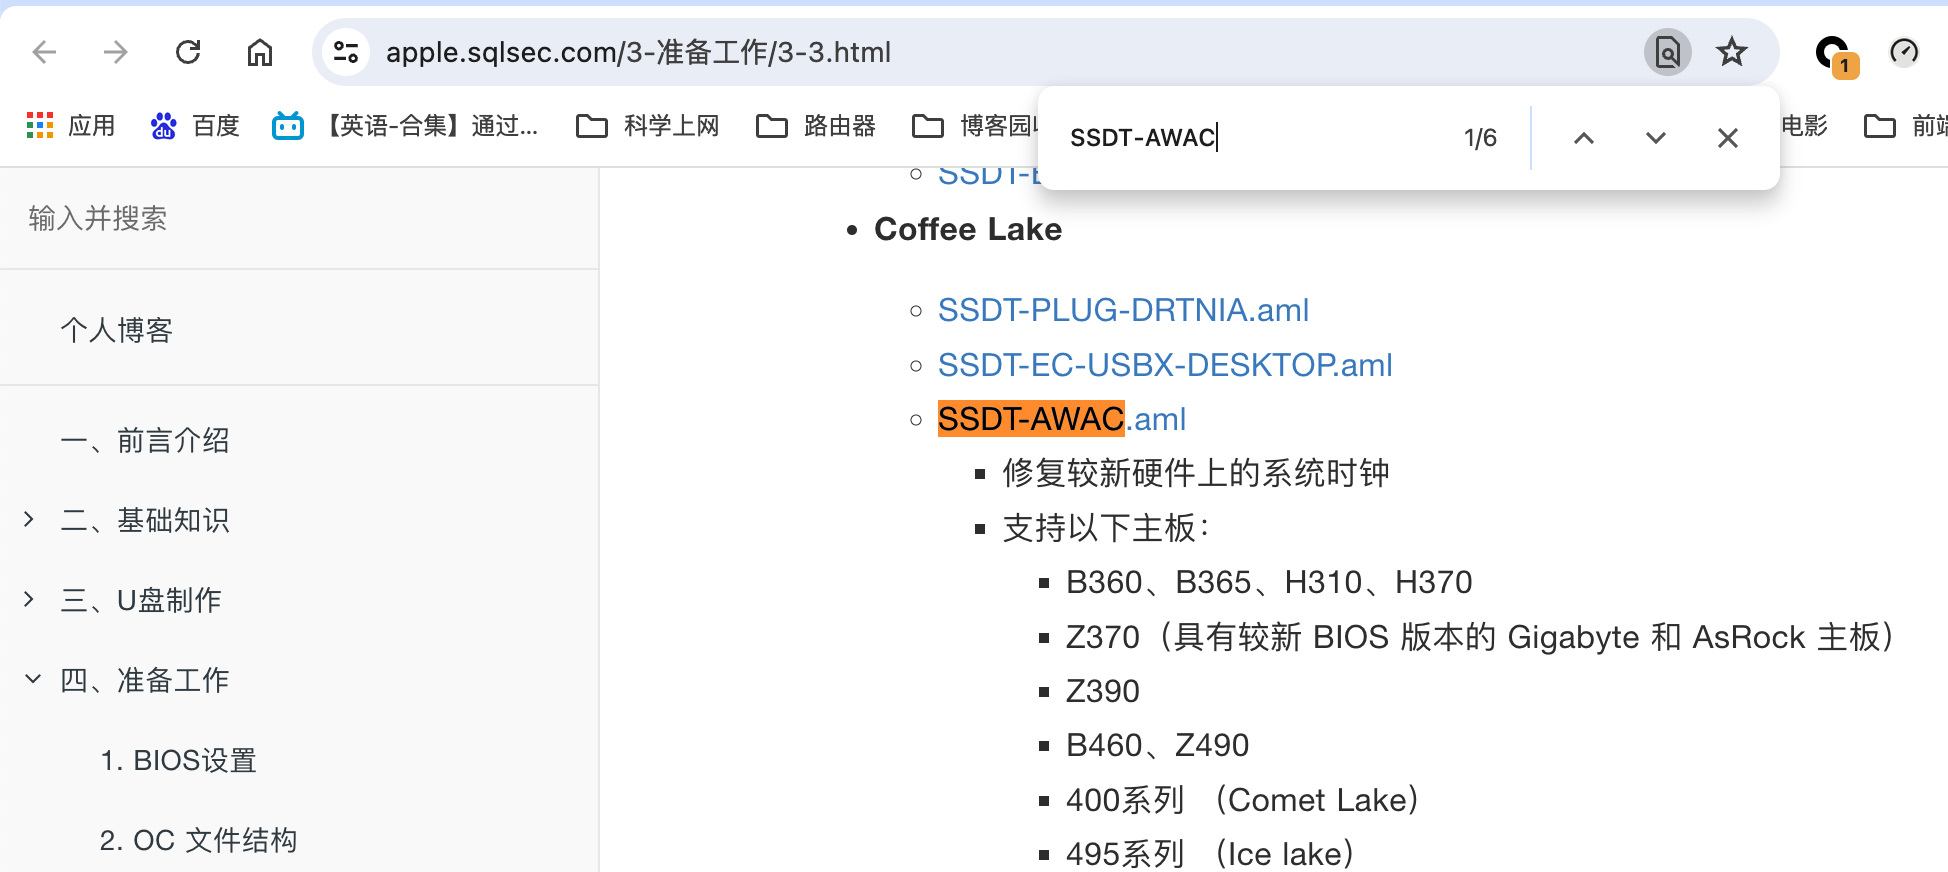 apple.sqlsec.com/3-准备工作/3-3.html
1
应用
du
百度
【英语-合集】通过...
科学上网
路由器
博客园
电影
前端
SSDT-AWAC
1/6
输入并搜索
个人博客
一、前言介绍
二、基础知识
三、U盘制作
四、准备工作
1. BIOS设置
2. OC 文件结构
SSDT-E
Coffee Lake
SSDT-PLUG-DRTNIA.aml
SSDT-EC-USBX-DESKTOP.aml
SSDT-AWAC.aml
修复较新硬件上的系统时钟
支持以下主板：
B360、B365、H310、H370
Z370（具有较新 BIOS 版本的 Gigabyte 和 AsRock 主板）
Z390
B460、Z490
400系列 （Comet Lake）
495系列 （Ice lake）